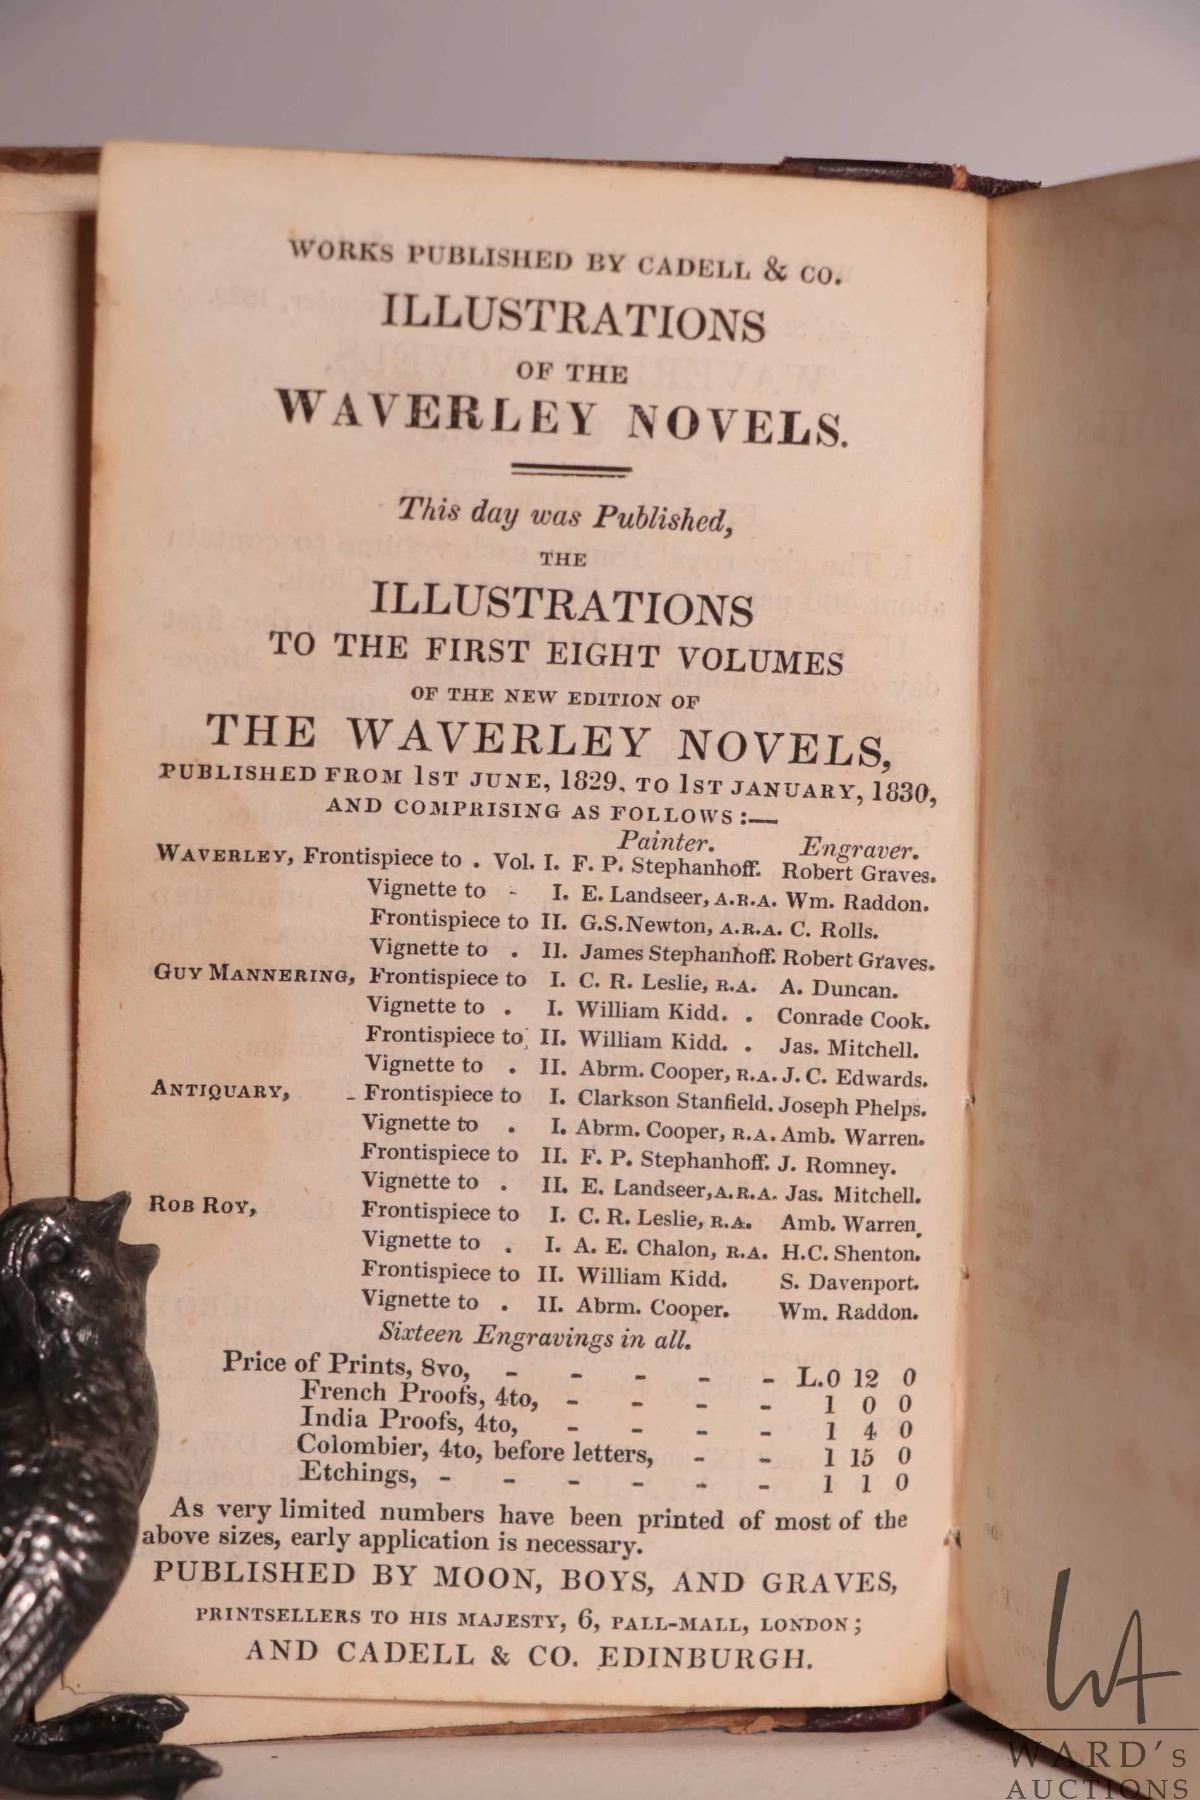 WORKS PUBLISHED BY CADELL & CO.
ILLUSTRATIONS
OF THE
WAVERLEY NOVELS.
This day was Published,
THE
ILLUSTRATIONS
TO THE FIRST EIGHT VOLUMES
OF THE NEW EDITION OF
THE WAVERLEY NOVELS,
PUBLISHED FROM 1ST JUNE, 1829, TO 1ST JANUARY, 1830,
AND COMPRISING AS FOLLOWS:—
Painter. Engraver.
WAVERLEY, Frontispiece to . Vol. I. F. P. Stephanhoff. Robert Graves.
Vignette to - I. E. Landseer, A.R.A. Wm. Raddon.
Frontispiece to II. G.S.Newton, A.R.A. C. Rolls.
Vignette to . II. James Stephanhoff. Robert Graves.
GUY MANNERING, Frontispiece to I. C. R. Leslie, R.A. A. Duncan.
Vignette to . I. William Kidd. . Conrade Cook.
Frontispiece to II. William Kidd. . Jas. Mitchell.
Vignette to . II. Abrm. Cooper, R.A. J. C. Edwards.
ANTIQUARY, - Frontispiece to I. Clarkson Stanfield. Joseph Phelps.
Vignette to . I. Abrm. Cooper, R.A. Amb. Warren.
Frontispiece to II. F. P. Stephanhoff. J. Romney.
Vignette to . II. E. Landseer, A.R.A. Jas. Mitchell.
ROB ROY, Frontispiece to I. C. R. Leslie, R.A. Amb. Warren.
Vignette to . I. A. E. Chalon, R.A. H.C. Shenton.
Frontispiece to II. William Kidd. S. Davenport.
Vignette to . II. Abrm. Cooper. Wm. Raddon.
Sixteen Engravings in all.
Price of Prints, 8vo, - - - - - L.0 12 0
French Proofs, 4to, - - - - 1 0 0
India Proofs, 4to, - - - - 1 4 0
Colombier, 4to, before letters, - - 1 15 0
Etchings, - - - - - - 1 1 0
As very limited numbers have been printed of most of the
above sizes, early application is necessary.
PUBLISHED BY MOON, BOYS, AND GRAVES,
PRINTSELLERS TO HIS MAJESTY, 6, PALL-MALL, LONDON;
AND CADELL & CO. EDINBURGH.
WA
WARD's
AUCTIONS